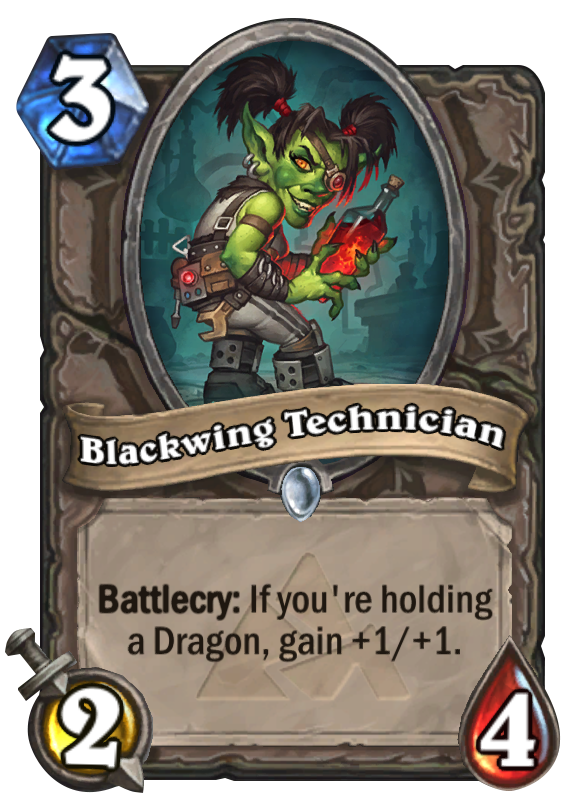 3
Blackwing Technician
Battlecry: If you're holding
a Dragon, gain +1/+1.
2
4